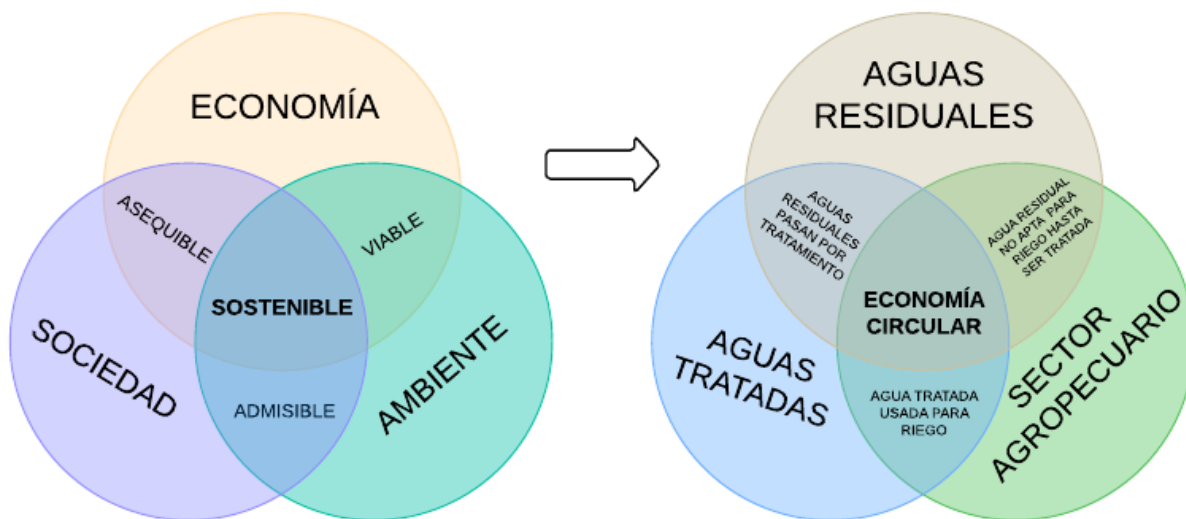 ECONOMÍA
ASEQUIBLE
VIABLE
SOSTENIBLE
SOCIEDAD
AMBIENTE
ADMISIBLE
AGUAS
RESIDUALES
AGUAS
RESIDUALES
PASAN POR
TRATAMIENTO
AGUA RESIDUAL
NO APTA PARA
RIEGO HASTA
SER TRATADA
ECONOMÍA
CIRCULAR
AGUAS
TRATADAS
SECTOR
AGROPECUARIO
AGUA TRATADA
USADA PARA
RIEGO